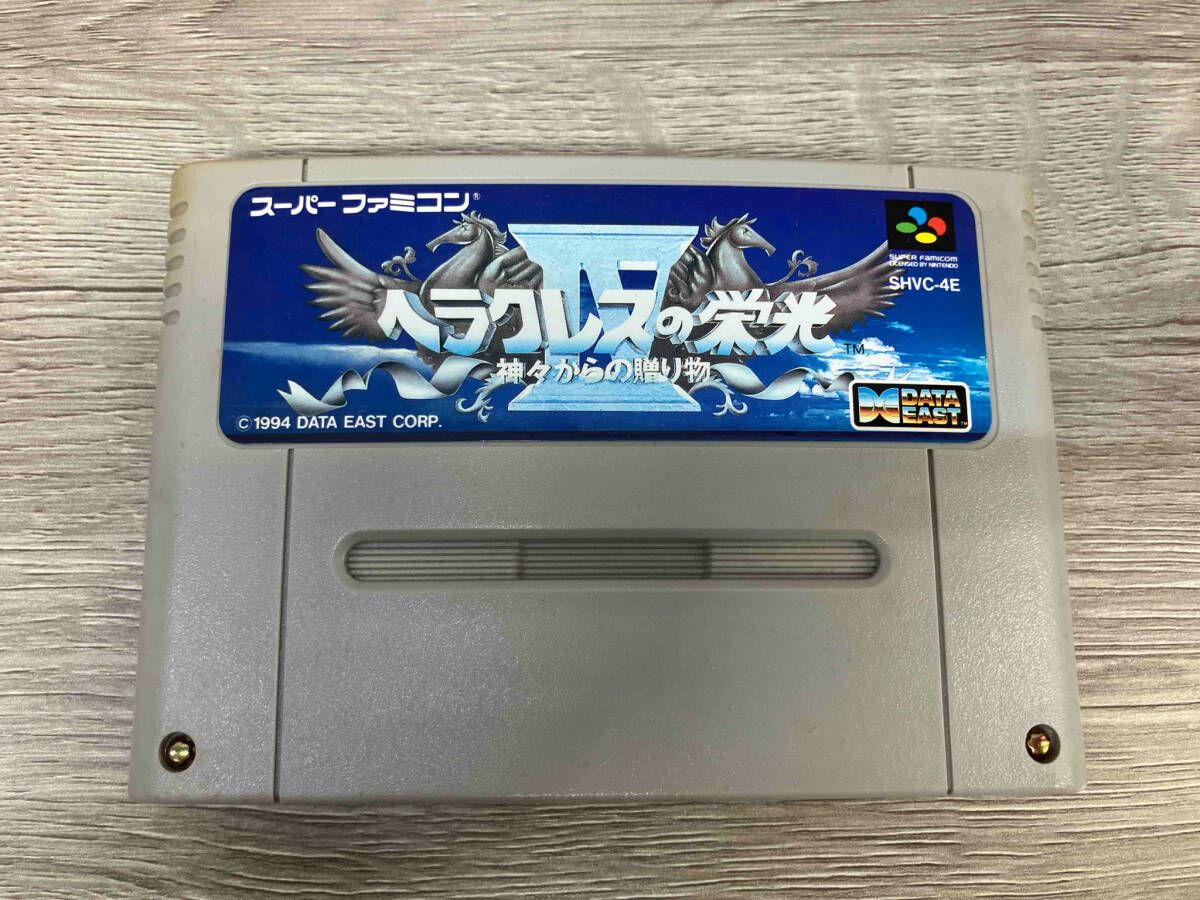 スーパーファミコン®
SUPER FAMICOM
LICENSED BY NINTENDO
SHVC-4E
IV
ヘラクレスの栄光
TM
神々からの贈り物
© 1994 DATA EAST CORP.
DATA
EAST
TM